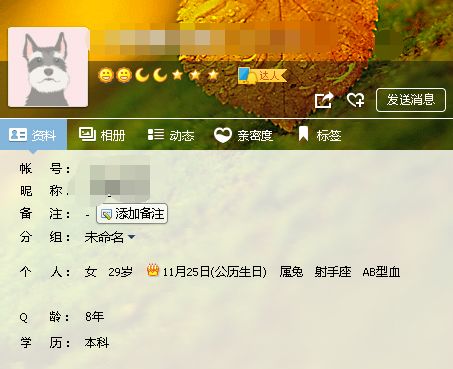 达人
发送消息
资料 相册 动态 亲密度 标签
帐 号：
昵 称：
备 注： - 添加备注
分 组： 未命名
个 人： 女 29岁 11月25日(公历生日) 属兔 射手座 AB型血
Q 龄： 8年
学 历： 本科